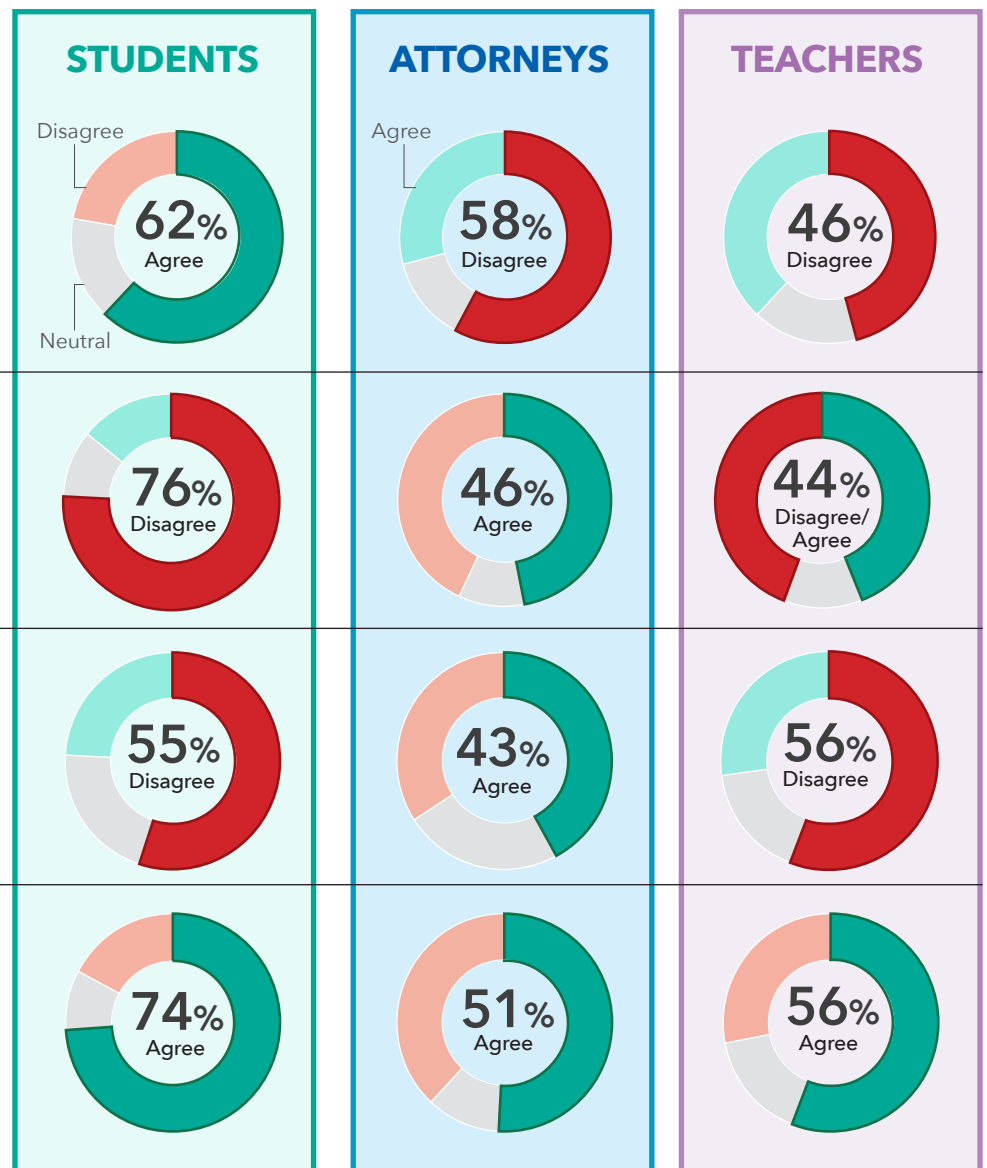 STUDENTS
ATTORNEYS
TEACHERS
Disagree
62%
Agree
Neutral
Agree
58%
Disagree
46%
Disagree
76%
Disagree
46%
Agree
44%
Disagree/
Agree
55%
Disagree
43%
Agree
56%
Disagree
74%
Agree
51%
Agree
56%
Agree